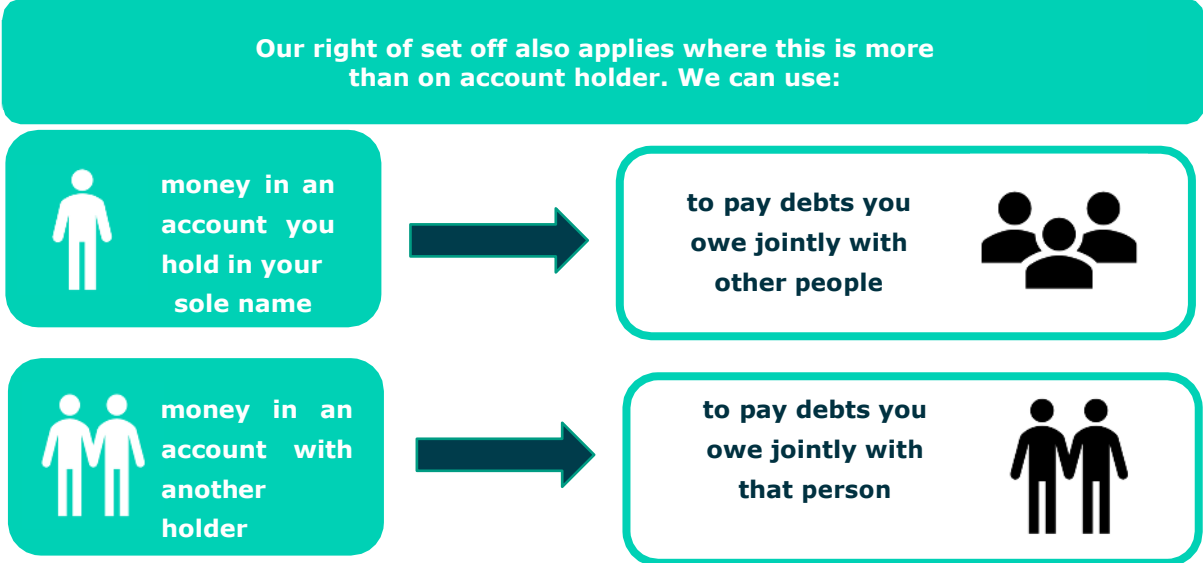 Our right of set off also applies where this is more
than on account holder. We can use:
money in an
account you
hold in your
sole name
to pay debts you
owe jointly with
other people
money in an
account with
another
holder
to pay debts you
owe jointly with
that person